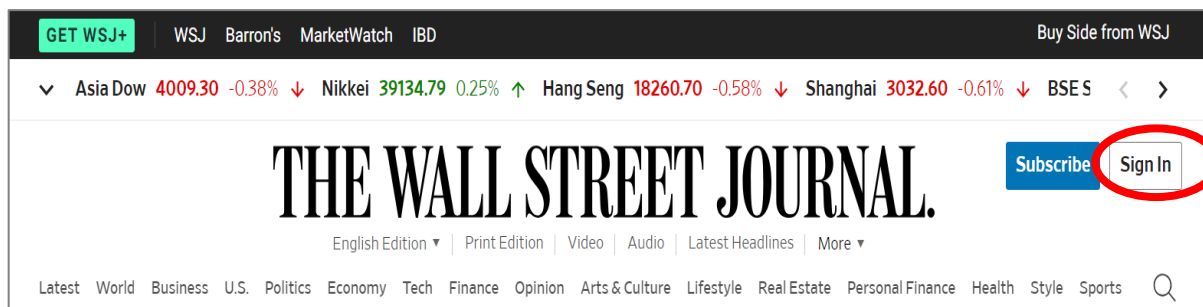 GET WSJ+ WSJ Barron's MarketWatch IBD Buy Side from WSJ
Asia Dow 4009.30 -0.38% ↓ Nikkei 39134.79 0.25% ↑ Hang Seng 18260.70 -0.58% ↓ Shanghai 3032.60 -0.61% ↓ BSE S
THE WALL STREET JOURNAL.
Subscribe Sign In
English Edition ▼ Print Edition Video Audio Latest Headlines More ▼
Latest World Business U.S. Politics Economy Tech Finance Opinion Arts & Culture Lifestyle Real Estate Personal Finance Health Style Sports